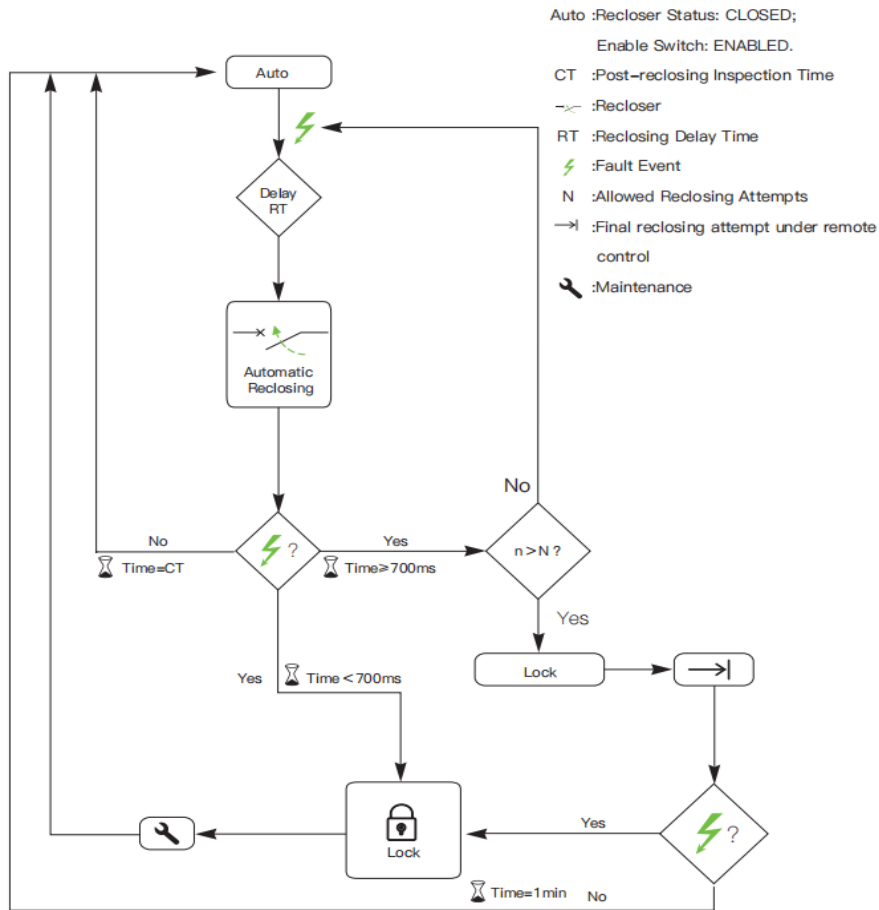 Auto :Recloser Status: CLOSED;
Enable Switch: ENABLED.
CT :Post-reclosing Inspection Time
:Recloser
RT :Reclosing Delay Time
:Fault Event
N :Allowed Reclosing Attempts
:Final reclosing attempt under remote
control
:Maintenance
Auto
Delay
RT
Automatic
Reclosing
No
No
Time=CT
?
Yes
Time≥700ms
n>N ?
Yes
Lock
Yes
Time<700ms
Lock
Yes
?
Time=1min No